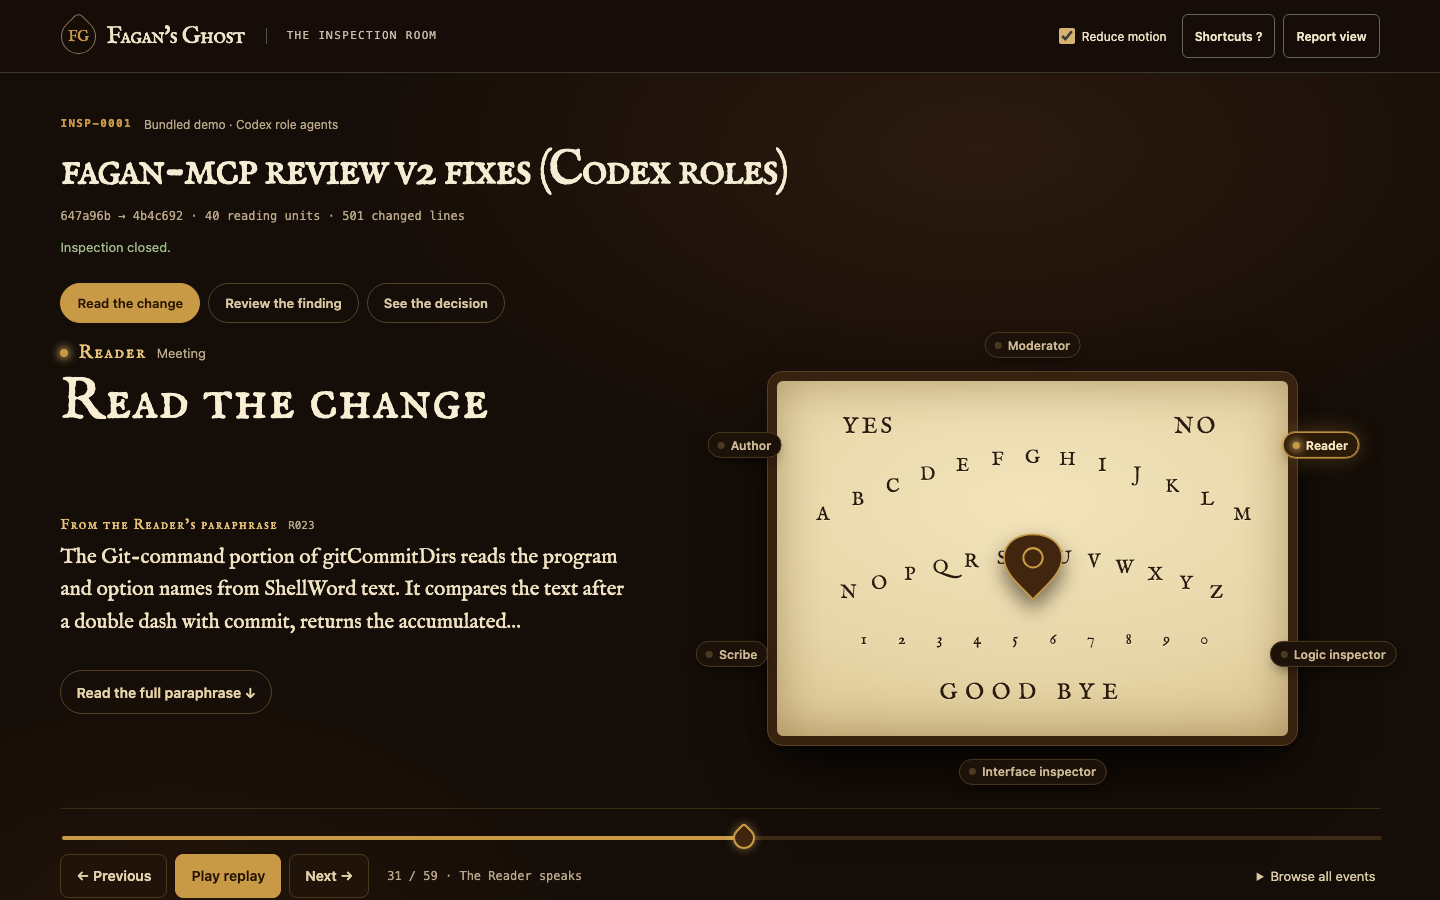 FG Fagan's Ghost THE INSPECTION ROOM Reduce motion Shortcuts ? Report view
INSP-0001 Bundled demo · Codex role agents
fagan-mcp review v2 fixes (Codex roles)
647a96b → 4b4c692 · 40 reading units · 501 changed lines
Inspection closed.
Read the change Review the finding See the decision
Reader Meeting
Read the change
From the Reader's paraphrase R023
The Git-command portion of gitCommitDirs reads the program
and option names from ShellWord text. It compares the text after
a double dash with commit, returns the accumulated...
Read the full paraphrase ↓
Moderator
YES NO
Author
Reader
A B C D E F G H I J K L M
N O P Q R S U V W X Y Z
1 2 3 4 5 6 7 8 9 0
Scribe
Logic inspector
GOOD BYE
Interface inspector
← Previous Play replay Next → 31 / 59 · The Reader speaks ▶ Browse all events